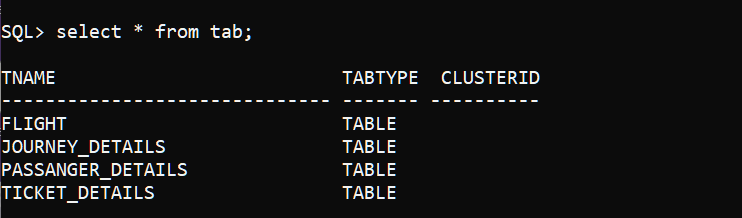 SQL> select * from tab;
TNAME                          TABTYPE  CLUSTERID
------------------------------ ------- ----------
FLIGHT                         TABLE
JOURNEY_DETAILS                TABLE
PASSANGER_DETAILS              TABLE
TICKET_DETAILS                 TABLE